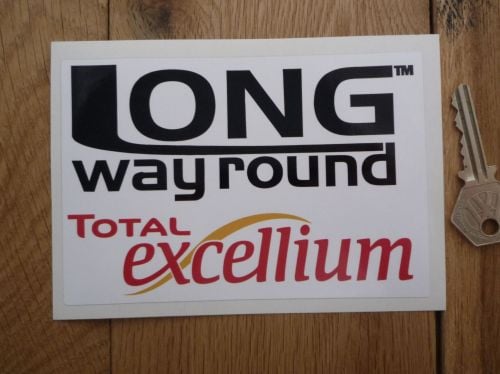 LONG™
way round
TOTAL
excellium